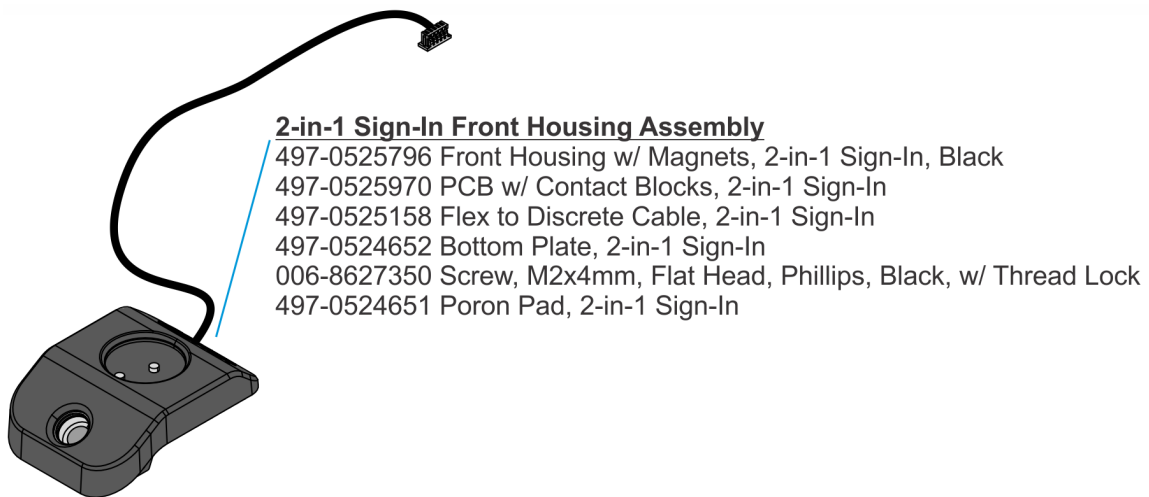 2-in-1 Sign-In Front Housing Assembly
497-0525796 Front Housing w/ Magnets, 2-in-1 Sign-In, Black
497-0525970 PCB w/ Contact Blocks, 2-in-1 Sign-In
497-0525158 Flex to Discrete Cable, 2-in-1 Sign-In
497-0524652 Bottom Plate, 2-in-1 Sign-In
006-8627350 Screw, M2x4mm, Flat Head, Phillips, Black, w/ Thread Lock
497-0524651 Poron Pad, 2-in-1 Sign-In